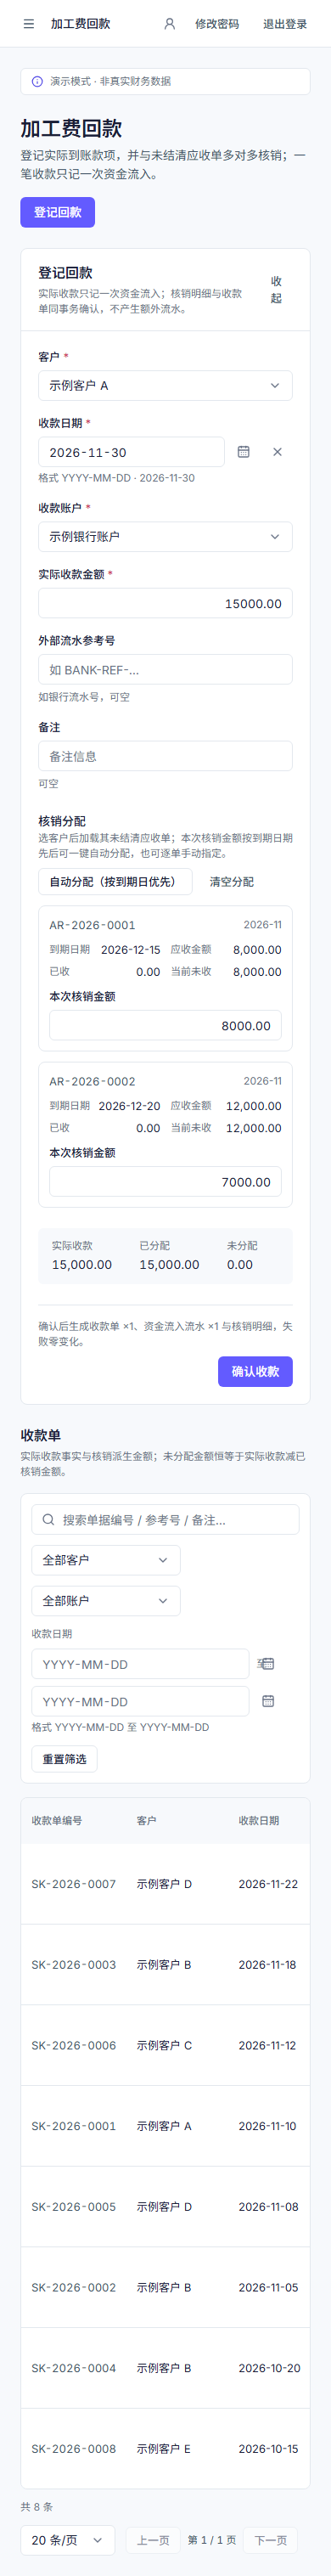 加工费回款
修改密码
退出登录
演示模式 · 非真实财务数据
加工费回款
登记实际到账款项，并与未结清应收单多对多核销；一
笔收款只记一次资金流入。
登记回款
登记回款
实际收款只记一次资金流入；核销明细与收款
单同事务确认，不产生额外流水。
收
起
客户 *
示例客户 A
收款日期 *
2026-11-30
格式 YYYY-MM-DD · 2026-11-30
收款账户 *
示例银行账户
实际收款金额 *
15000.00
外部流水参考号
如 BANK-REF-...
如银行流水号，可空
备注
备注信息
可空
核销分配
选客户后加载其未结清应收单；本次核销金额按到期日期
先后可一键自动分配，也可逐单手动指定。
自动分配（按到期日优先）
清空分配
AR-2026-0001 2026-11
到期日期 2026-12-15 应收金额 8,000.00
已收 0.00 当前未收 8,000.00
本次核销金额
8000.00
AR-2026-0002 2026-11
到期日期 2026-12-20 应收金额 12,000.00
已收 0.00 当前未收 12,000.00
本次核销金额
7000.00
实际收款 已分配 未分配
15,000.00 15,000.00 0.00
确认后生成收款单 ×1、资金流入流水 ×1 与核销明细，失
败零变化。
确认收款
收款单
实际收款事实与核销派生金额；未分配金额恒等于实际收款减已
核销金额。
搜索单据编号 / 参考号 / 备注...
全部客户
全部账户
收款日期
YYYY-MM-DD 至
YYYY-MM-DD
格式 YYYY-MM-DD 至 YYYY-MM-DD
重置筛选
收款单编号 客户 收款日期
SK-2026-0007 示例客户 D 2026-11-22
SK-2026-0003 示例客户 B 2026-11-18
SK-2026-0006 示例客户 C 2026-11-12
SK-2026-0001 示例客户 A 2026-11-10
SK-2026-0005 示例客户 D 2026-11-08
SK-2026-0002 示例客户 B 2026-11-05
SK-2026-0004 示例客户 B 2026-10-20
SK-2026-0008 示例客户 E 2026-10-15
共 8 条
20 条/页 上一页 第 1 / 1 页 下一页